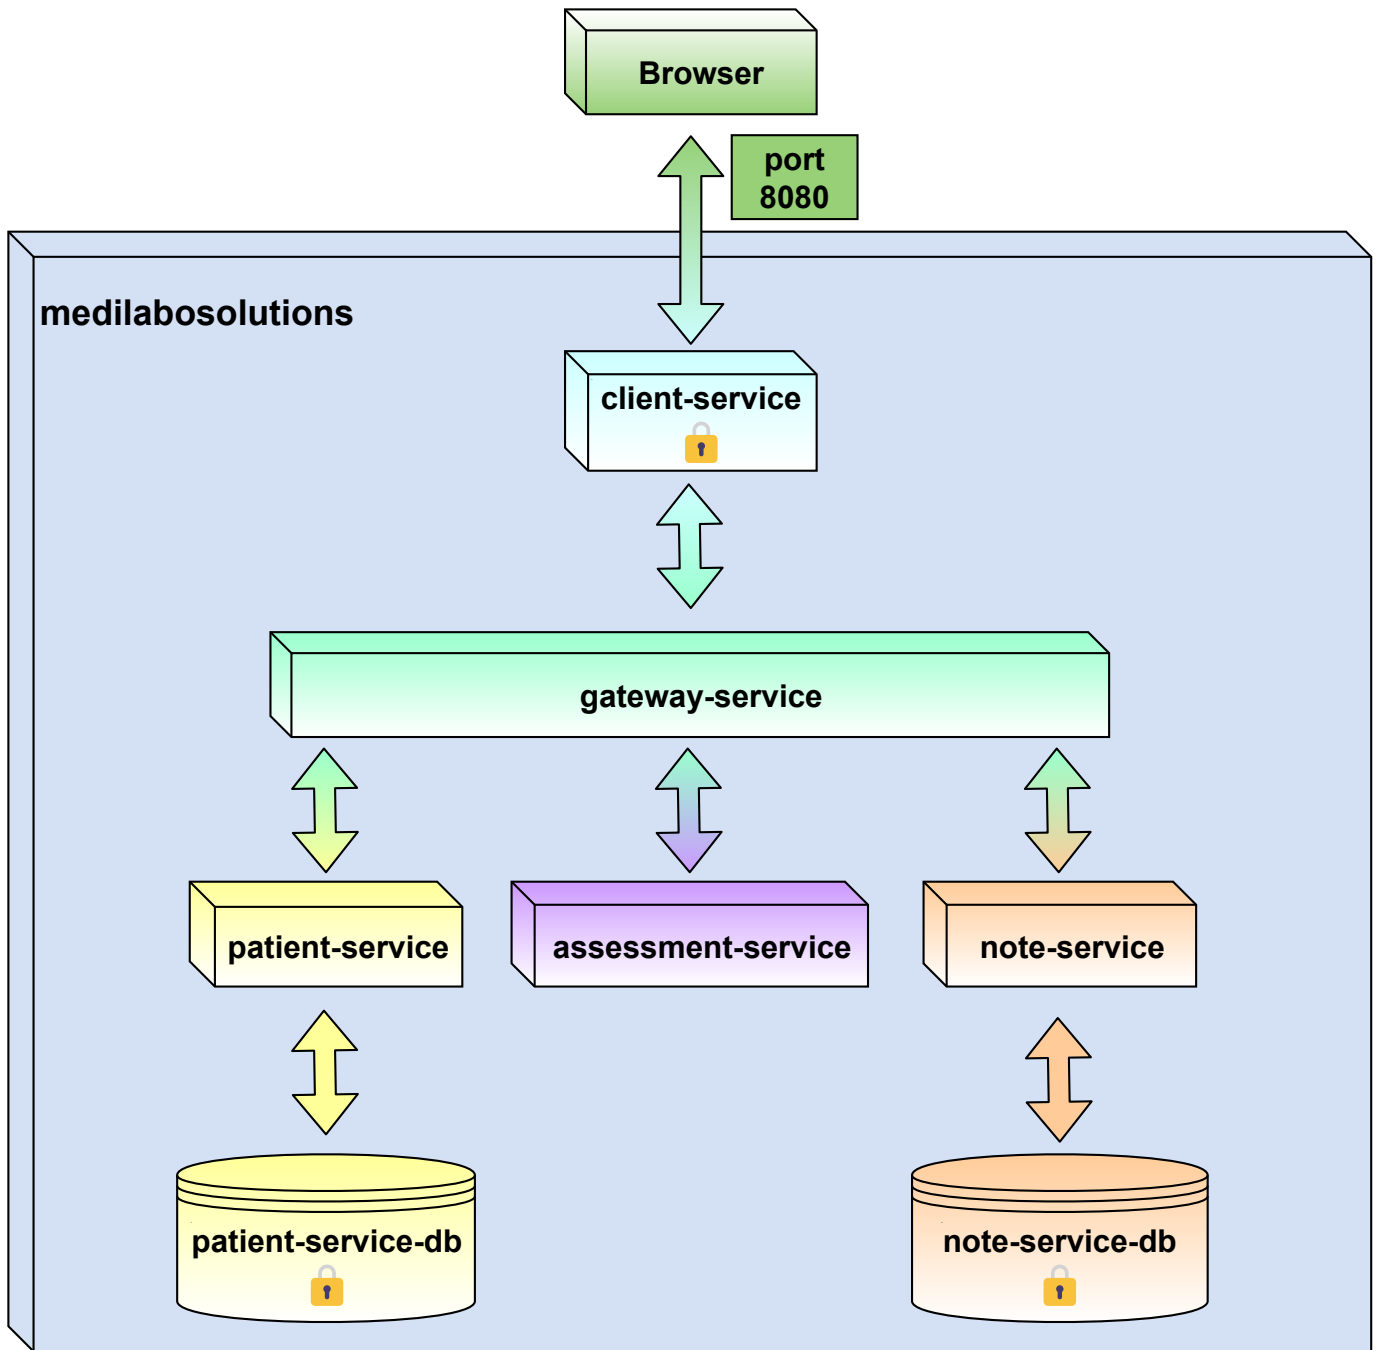 Browser
port
8080
medilabosolutions
client-service
gateway-service
patient-service
assessment-service
note-service
patient-service-db
note-service-db